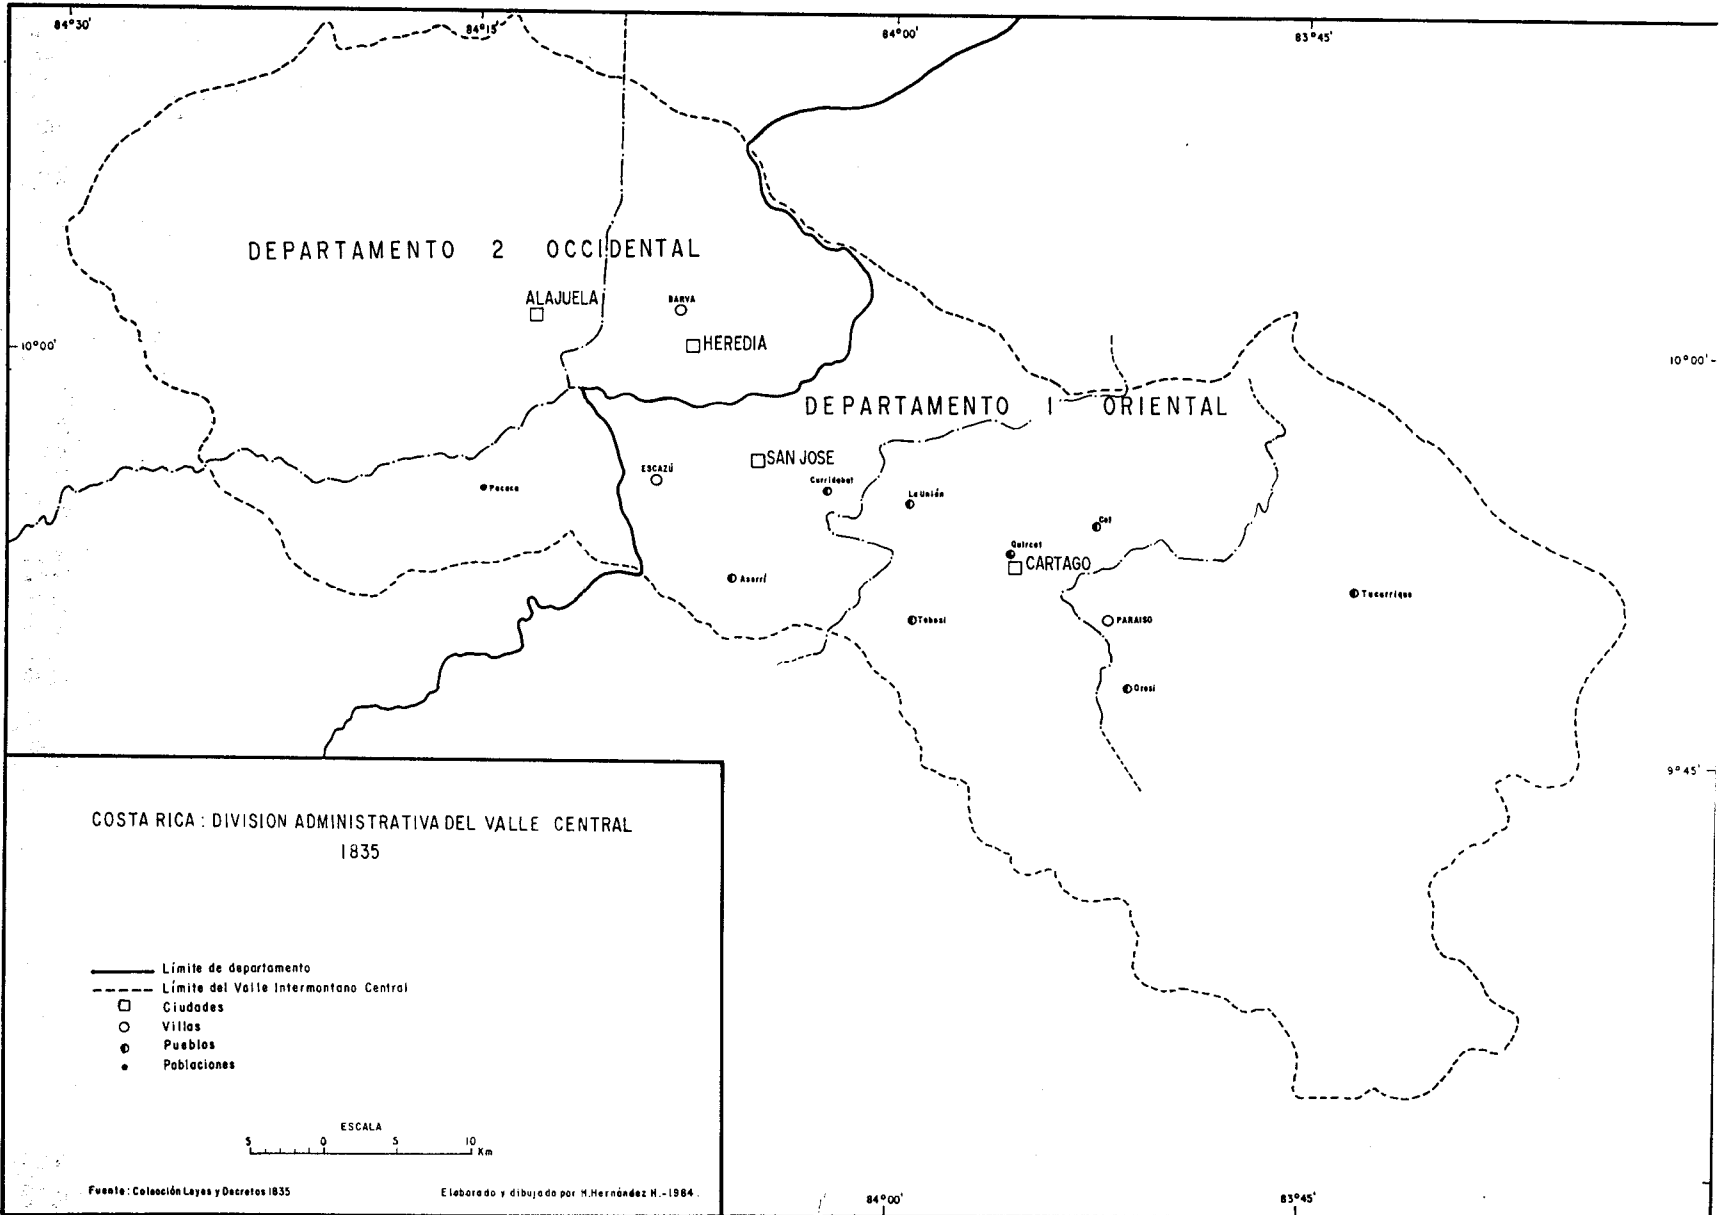 84°30'
84°15'
84°00'
83°45'
DEPARTAMENTO 2 OCCIDENTAL
ALAJUELA
BARVA
HEREDIA
10°00'
10°00'
DEPARTAMENTO 1 ORIENTAL
SAN JOSE
ESCAZÚ
Pacaca
Curridabat
La Unión
Cot
Quircot
CARTAGO
Aserrí
Tucurrique
Tobosi
PARAISO
Orosi
9°45'
COSTA RICA : DIVISION ADMINISTRATIVA DEL VALLE CENTRAL
1835
Límite de departamento
Límite del Valle Intermontano Central
Ciudades
Villas
Pueblos
Poblaciones
ESCALA
5 0 5 10
Km
Fuente : Colección Leyes y Decretos 1835
Elaborado y dibujado por M.Hernández H.-1984.
84°00'
83°45'